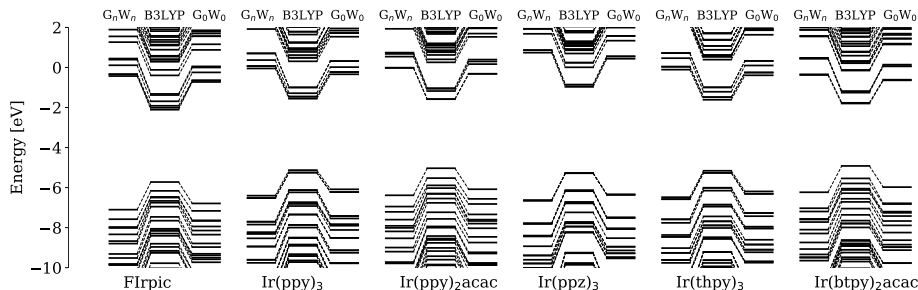 GₙWₙ B3LYP G₀W₀ GₙWₙ B3LYP G₀W₀ GₙWₙ B3LYP G₀W₀ GₙWₙ B3LYP G₀W₀ GₙWₙ B3LYP G₀W₀ GₙWₙ B3LYP G₀W₀
2
0
−2
−4
−6
−8
−10
Energy [eV]
FIrpic Ir(ppy)₃ Ir(ppy)₂acac Ir(ppz)₃ Ir(thpy)₃ Ir(btpy)₂acac